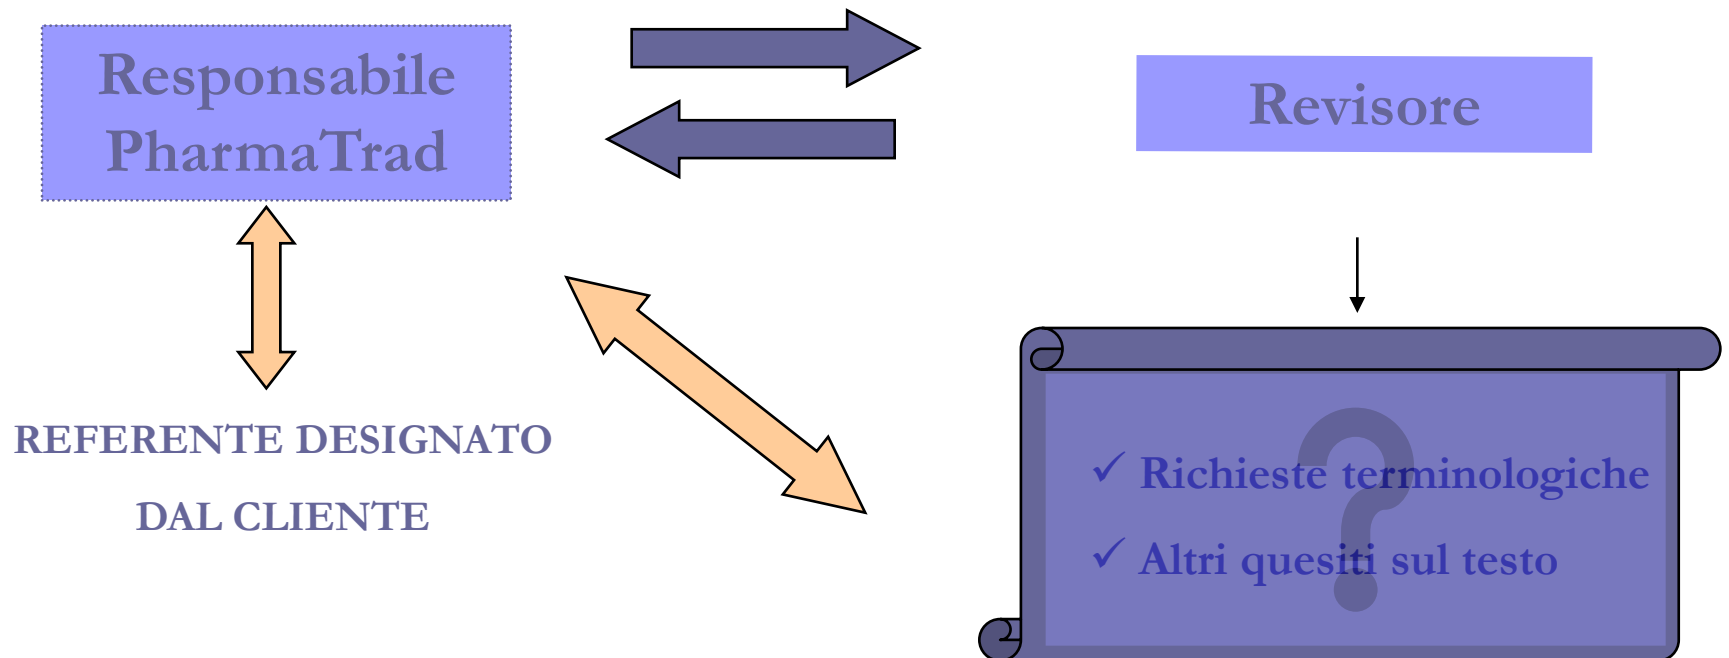 Responsabile
PharmaTrad
Revisore
REFERENTE DESIGNATO
DAL CLIENTE
?
✓ Richieste terminologiche
✓ Altri quesiti sul testo